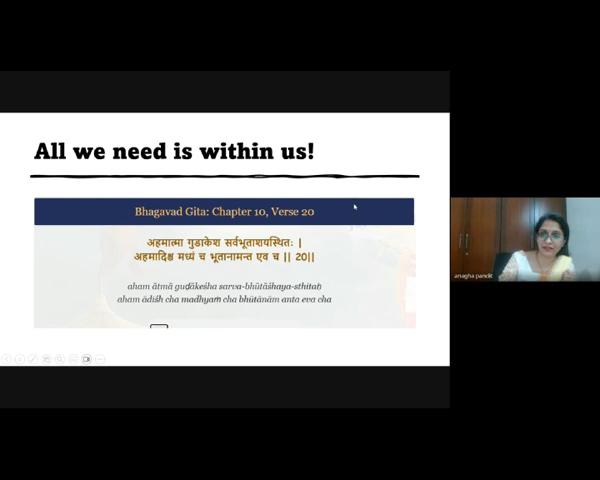 All we need is within us!
Bhagavad Gita: Chapter 10, Verse 20
अहमात्मा गुडाकेश सर्वभूताशयस्थितः |
अहमादिश्च मध्यं च भूतानामन्त एव च || 20||
aham ātmā guḍākeśha sarva-bhūtāśhaya-sthitaḥ
aham ādiśh cha madhyaṁ cha bhūtānām anta eva cha
anagha pandit